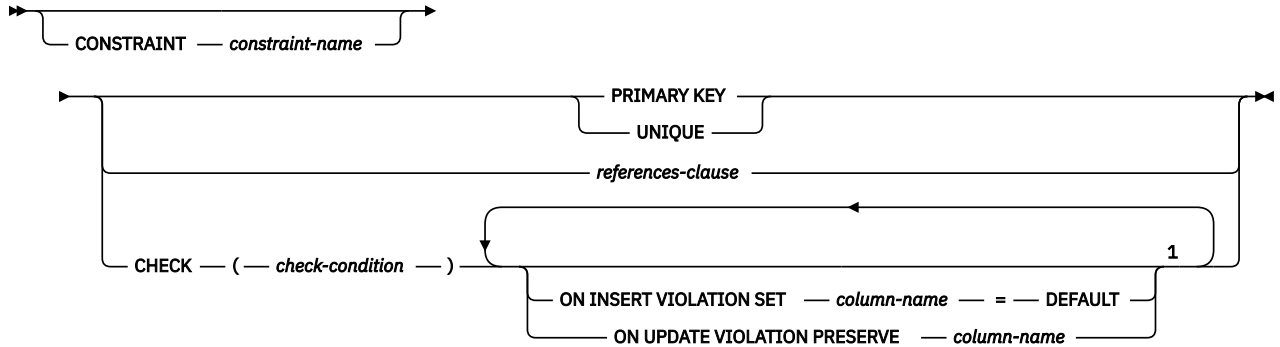 CONSTRAINT constraint-name
PRIMARY KEY
UNIQUE
references-clause
1
CHECK ( check-condition )
ON INSERT VIOLATION SET column-name = DEFAULT
ON UPDATE VIOLATION PRESERVE column-name